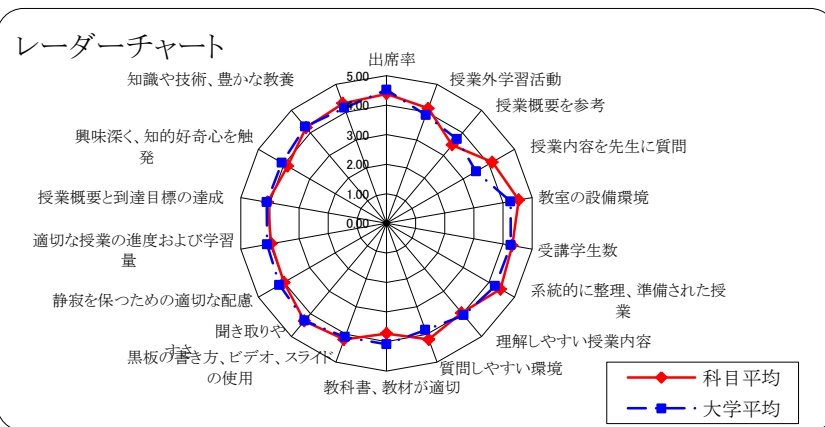 レーダーチャート
出席率
授業外学習活動
授業概要を参考
授業内容を先生に質問
教室の設備環境
受講学生数
系統的に整理、準備された授
業
理解しやすい授業内容
質問しやすい環境
教科書、教材が適切
黒板の書き方、ビデオ、スライド
の使用
聞き取りや
すさ
静寂を保つための適切な配慮
適切な授業の進度および学習
量
授業概要と到達目標の達成
興味深く、知的好奇心を触
発
知識や技術、豊かな教養
5.00
4.00
3.00
2.00
1.00
0.00
科目平均
大学平均